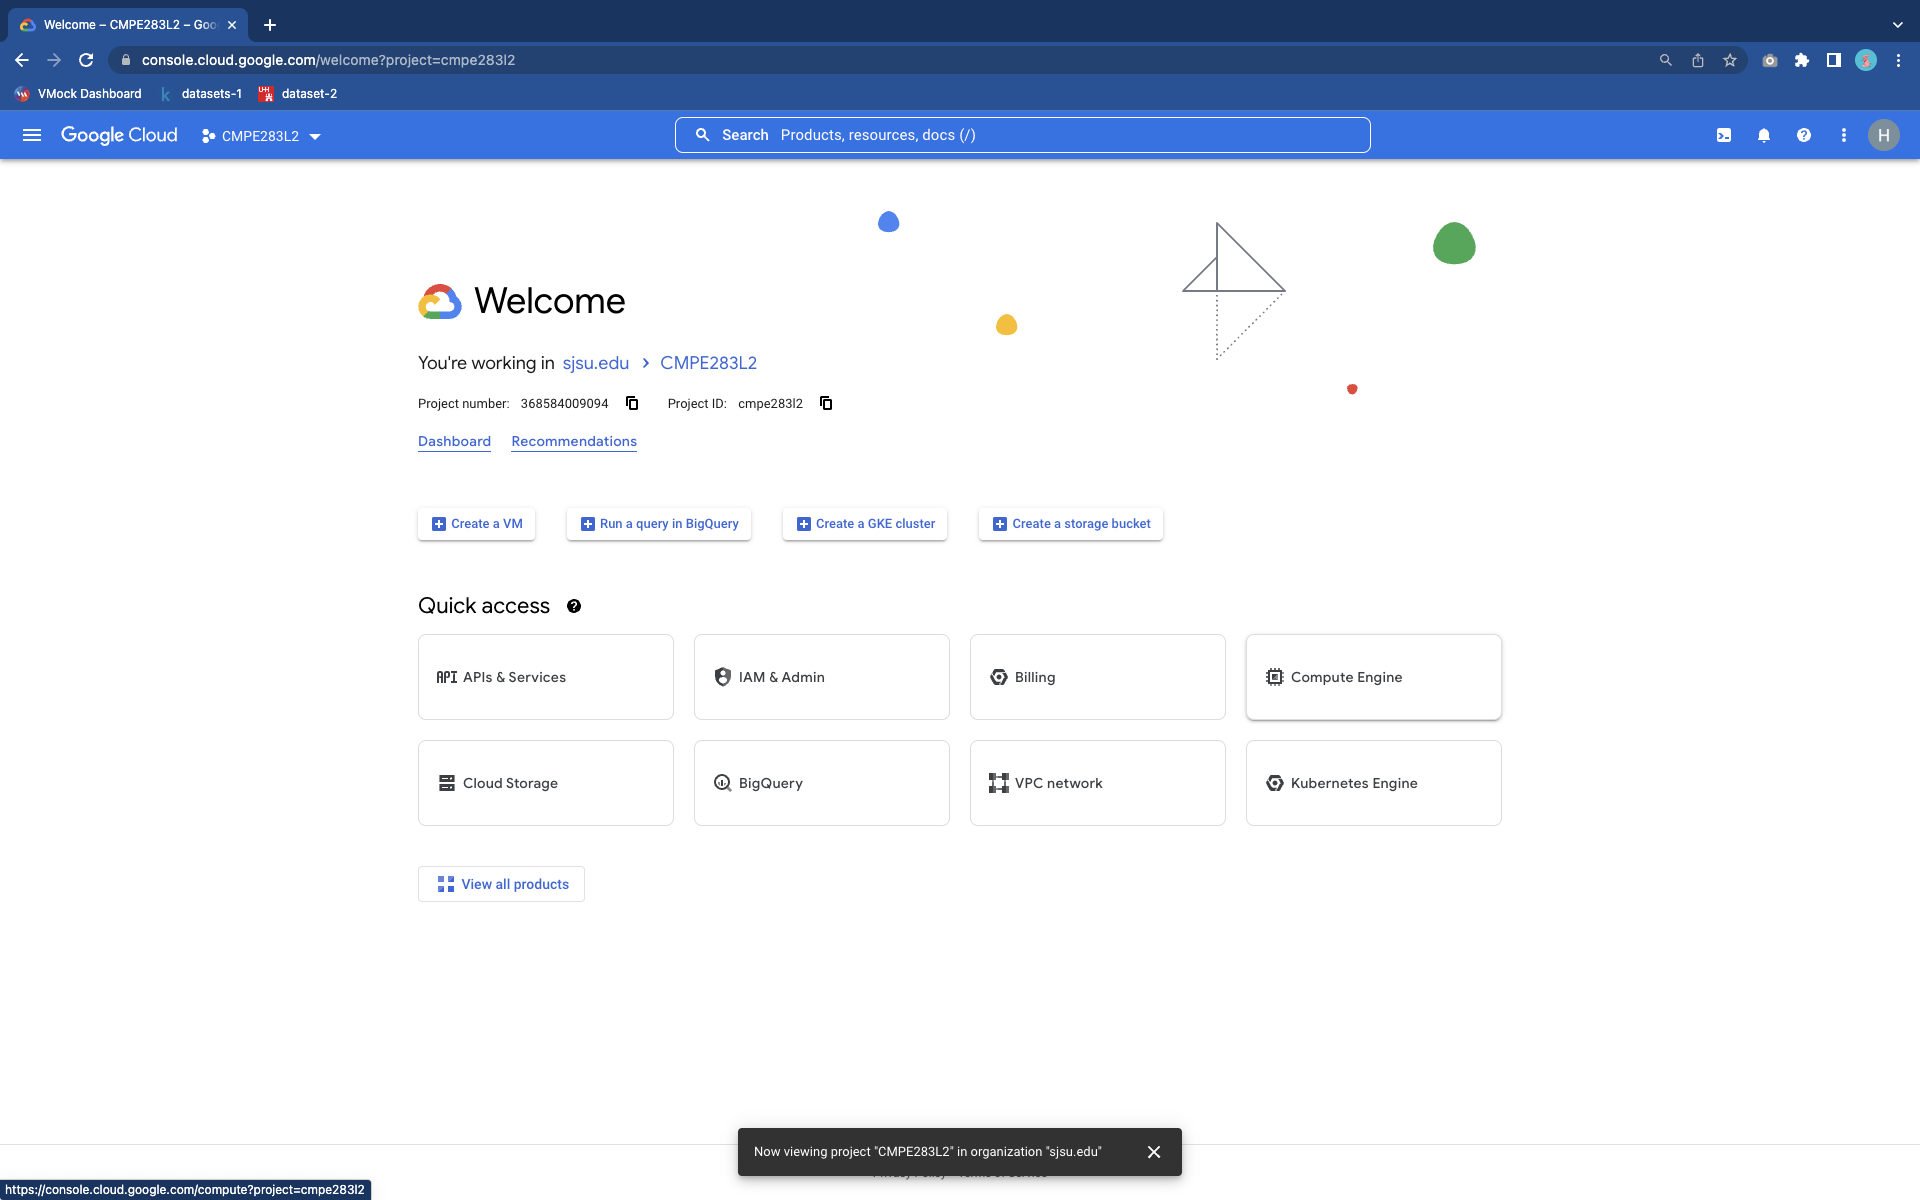 Welcome – CMPE283L2 – Goo
console.cloud.google.com/welcome?project=cmpe283l2
VMock Dashboard
k datasets-1
UHH dataset-2
Google Cloud
CMPE283L2
Search Products, resources, docs (/)
H
Welcome
You're working in sjsu.edu > CMPE283L2
Project number: 368584009094 Project ID: cmpe283l2
Dashboard Recommendations
Create a VM
Run a query in BigQuery
Create a GKE cluster
Create a storage bucket
Quick access
API APIs & Services
IAM & Admin
Billing
Compute Engine
Cloud Storage
BigQuery
VPC network
Kubernetes Engine
View all products
Now viewing project "CMPE283L2" in organization "sjsu.edu"
https://console.cloud.google.com/compute?project=cmpe283l2